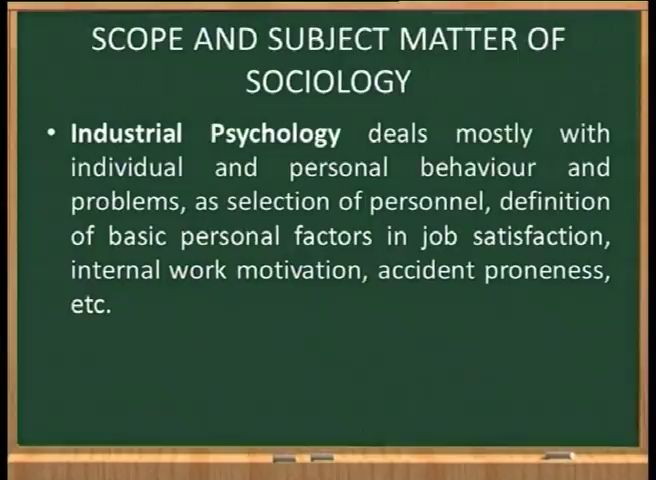 SCOPE AND SUBJECT MATTER OF
SOCIOLOGY
• Industrial Psychology deals mostly with
individual and personal behaviour and
problems, as selection of personnel, definition
of basic personal factors in job satisfaction,
internal work motivation, accident proneness,
etc.